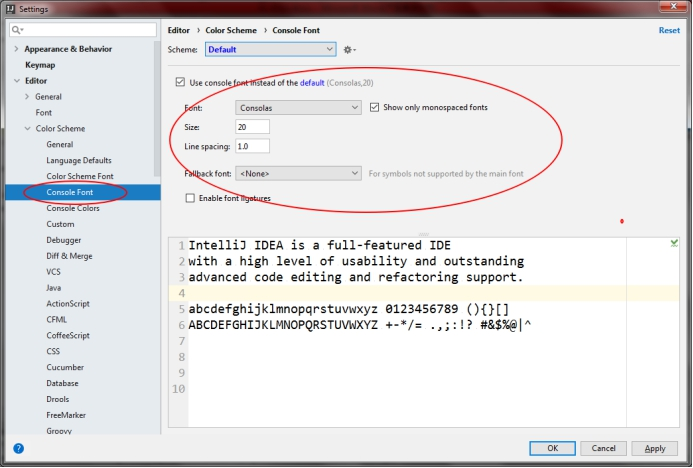 Settings
Editor › Color Scheme › Console Font
Reset
Scheme: Default
Appearance & Behavior
Keymap
Editor
General
Font
Color Scheme
General
Language Defaults
Color Scheme Font
Console Font
Console Colors
Custom
Debugger
Diff & Merge
VCS
Java
ActionScript
CFML
CoffeeScript
CSS
Cucumber
Database
Drools
FreeMarker
Groovy
Use console font instead of the default (Consolas,20)
Font: Consolas
Show only monospaced fonts
Size: 20
Line spacing: 1.0
Fallback font: <None>
For symbols not supported by the main font
Enable font ligatures
1 IntelliJ IDEA is a full-featured IDE
2 with a high level of usability and outstanding
3 advanced code editing and refactoring support.
4
5 abcdefghijklmnopqrstuvwxyz 0123456789 (){}[]
6 ABCDEFGHIJKLMNOPQRSTUVWXYZ +-*/= .,;:!? #&$%@|^
7
8
9
10
?
OK
Cancel
Apply